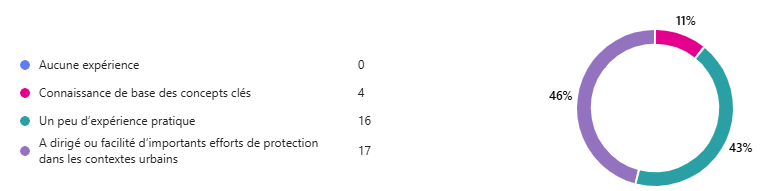 Aucune expérience 0
Connaissance de base des concepts clés 4
Un peu d'expérience pratique 16
A dirigé ou facilité d'importants efforts de protection
dans les contextes urbains 17
11%
46%
43%